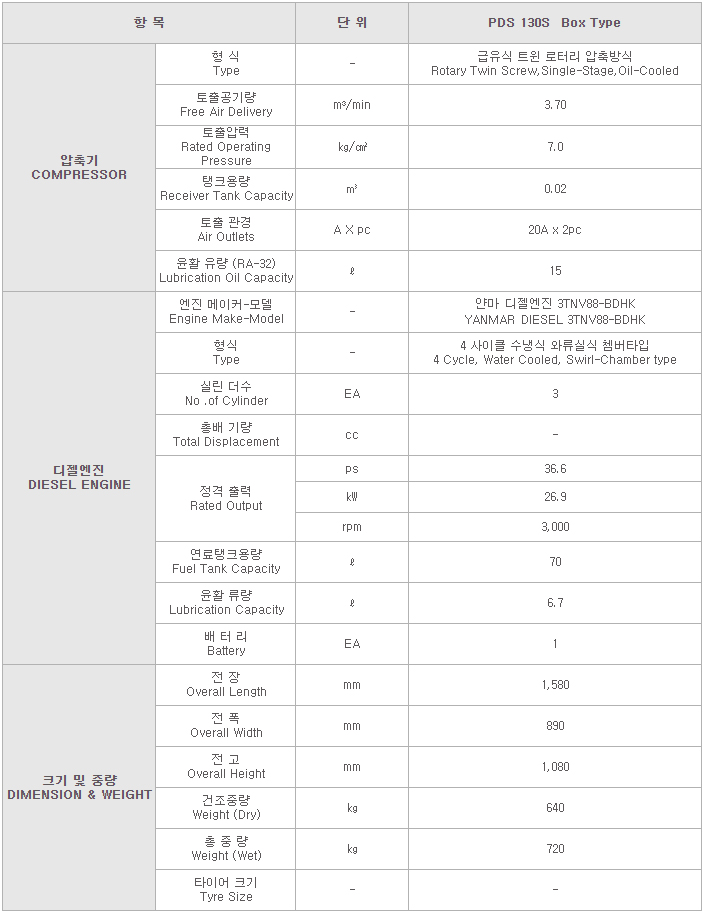 항 목 단 위 PDS 130S Box Type
압축기
COMPRESSOR
형 식
Type
-
급유식 트윈 로터리 압축방식
Rotary Twin Screw,Single-Stage,Oil-Cooled
토출공기량
Free Air Delivery
m³/min
3.70
토출압력
Rated Operating
Pressure
㎏/㎠
7.0
탱크용량
Receiver Tank Capacity
㎥
0.02
토출 관경
Air Outlets
A X pc
20A x 2pc
윤활 유량 (RA-32)
Lubrication Oil Capacity
ℓ
15
디젤엔진
DIESEL ENGINE
엔진 메이커-모델
Engine Make-Model
-
얀마 디젤엔진 3TNV88-BDHK
YANMAR DIESEL 3TNV88-BDHK
형식
Type
-
4 사이클 수냉식 와류실식 쳄버타입
4 Cycle, Water Cooled, Swirl-Chamber type
실린 더수
No .of Cylinder
EA
3
총배 기량
Total Displacement
cc
-
정격 출력
Rated Output
ps
36.6
㎾
26.9
rpm
3,000
연료탱크용량
Fuel Tank Capacity
ℓ
70
윤활 류량
Lubrication Capacity
ℓ
6.7
배 터 리
Battery
EA
1
크기 및 중량
DIMENSION & WEIGHT
전 장
Overall Length
mm
1,580
전 폭
Overall Width
mm
890
전 고
Overall Height
mm
1,080
건조중량
Weight (Dry)
㎏
640
총 중 량
Weight (Wet)
㎏
720
타이어 크기
Tyre Size
-
-